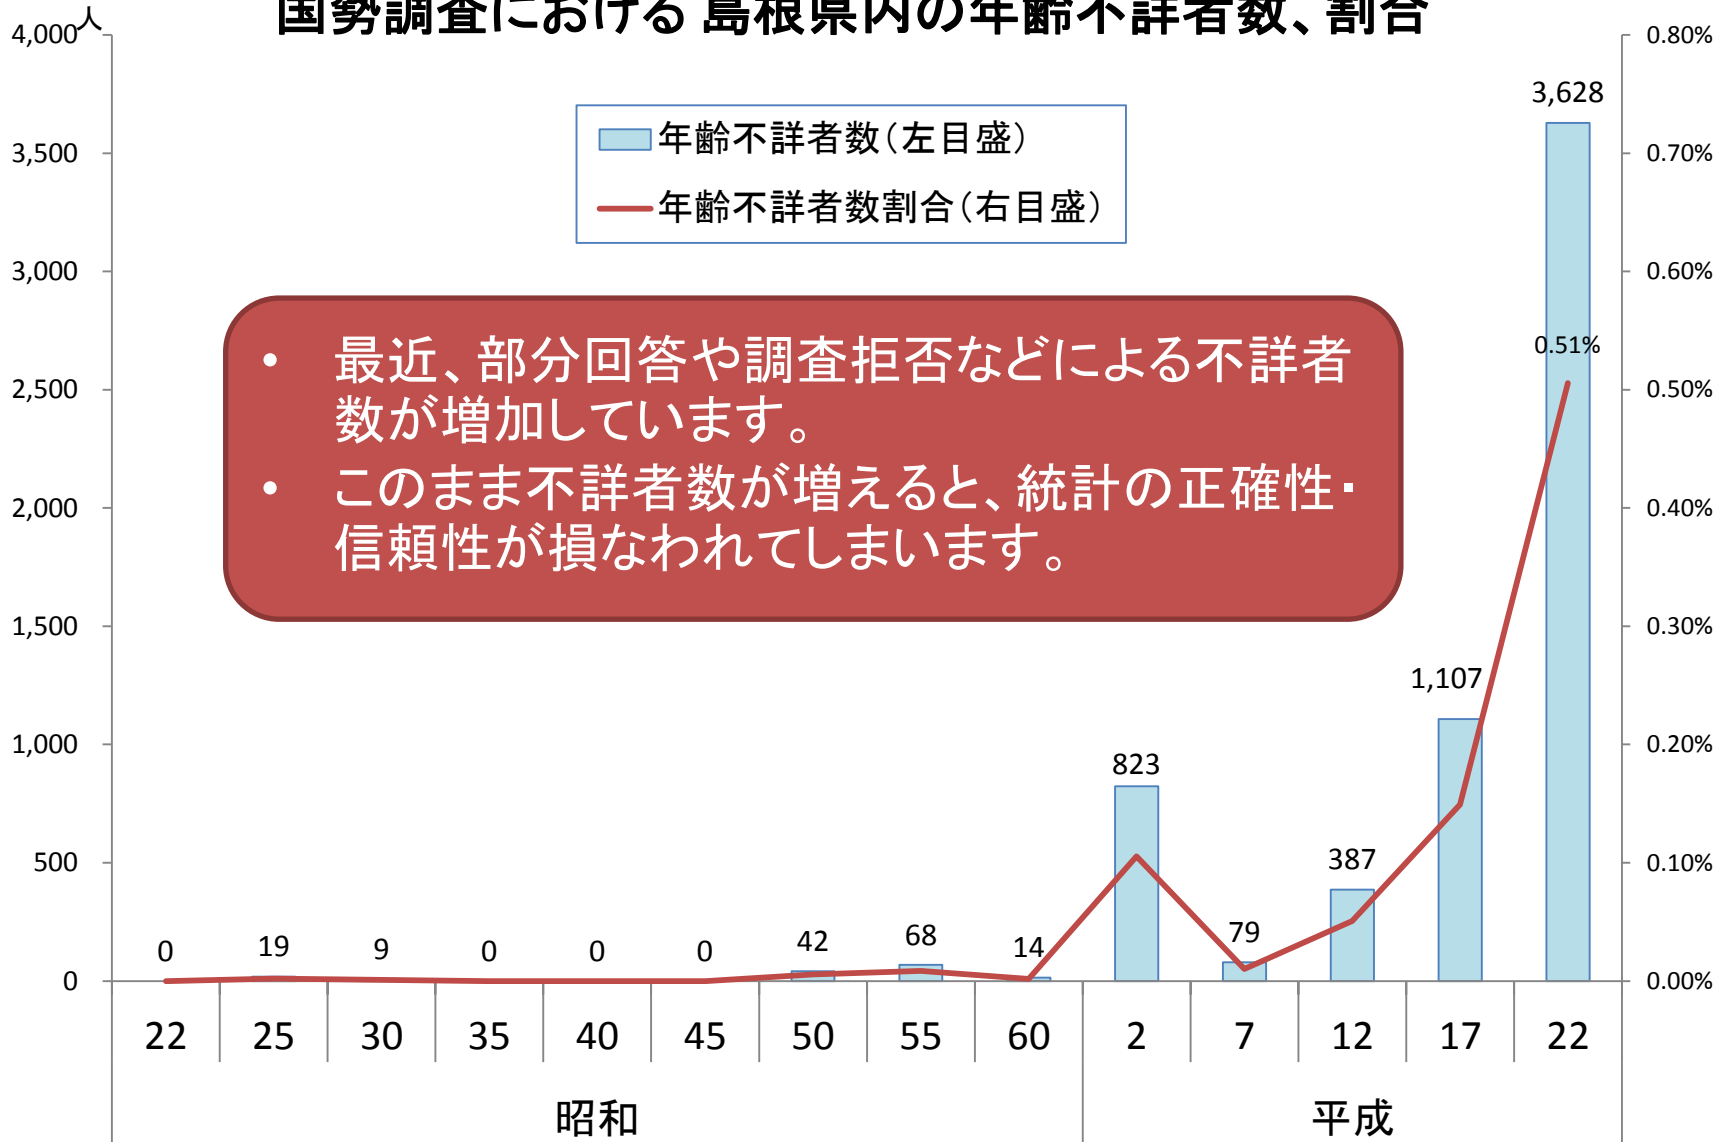 国勢調査における 島根県内の年齢不詳者数、割合
人
4,000
3,500
3,000
2,500
2,000
1,500
1,000
500
0
0.80%
0.70%
0.60%
0.50%
0.40%
0.30%
0.20%
0.10%
0.00%
年齢不詳者数(左目盛)
年齢不詳者数割合(右目盛)
• 最近、部分回答や調査拒否などによる不詳者
数が増加しています。
• このまま不詳者数が増えると、統計の正確性・
信頼性が損なわれてしまいます。
0 19 9 0 0 0 42 68 14 823 79 387 1,107 3,628
0.51%
22 25 30 35 40 45 50 55 60 2 7 12 17 22
昭和 平成